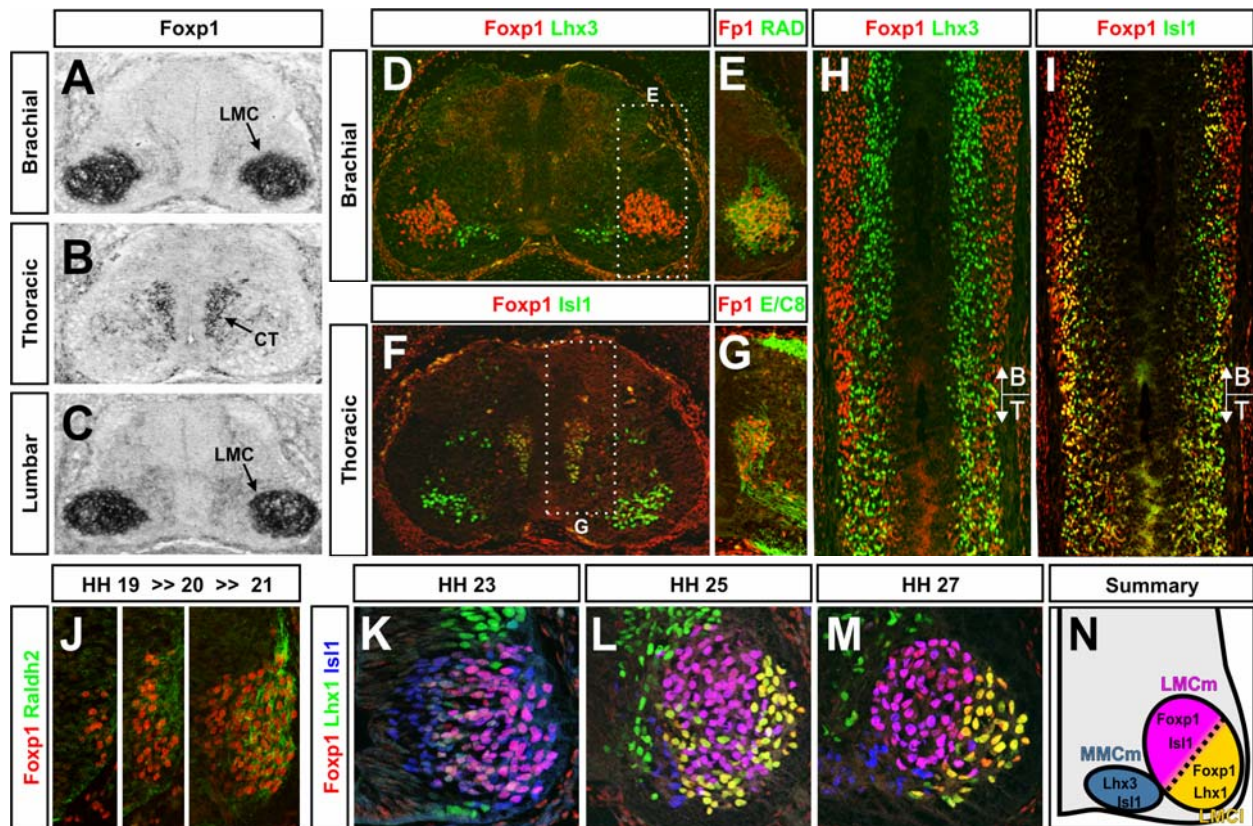 Foxp1
Brachial
A
LMC
Thoracic
B
CT
Lumbar
C
LMC
Foxp1 Lhx3
Brachial
D
E
Fp1 RAD
E
Foxp1 Isl1
Thoracic
F
G
Fp1 E/C8
G
Foxp1 Lhx3
H
B
T
Foxp1 Isl1
I
B
T
HH 19 >> 20 >> 21
Foxp1 Raldh2
J
Foxp1 Lhx1 Isl1
HH 23
K
HH 25
L
HH 27
M
Summary
N
LMCm
Foxp1
Isl1
MMCm
Lhx3
Isl1
Foxp1
Lhx1
LMCl